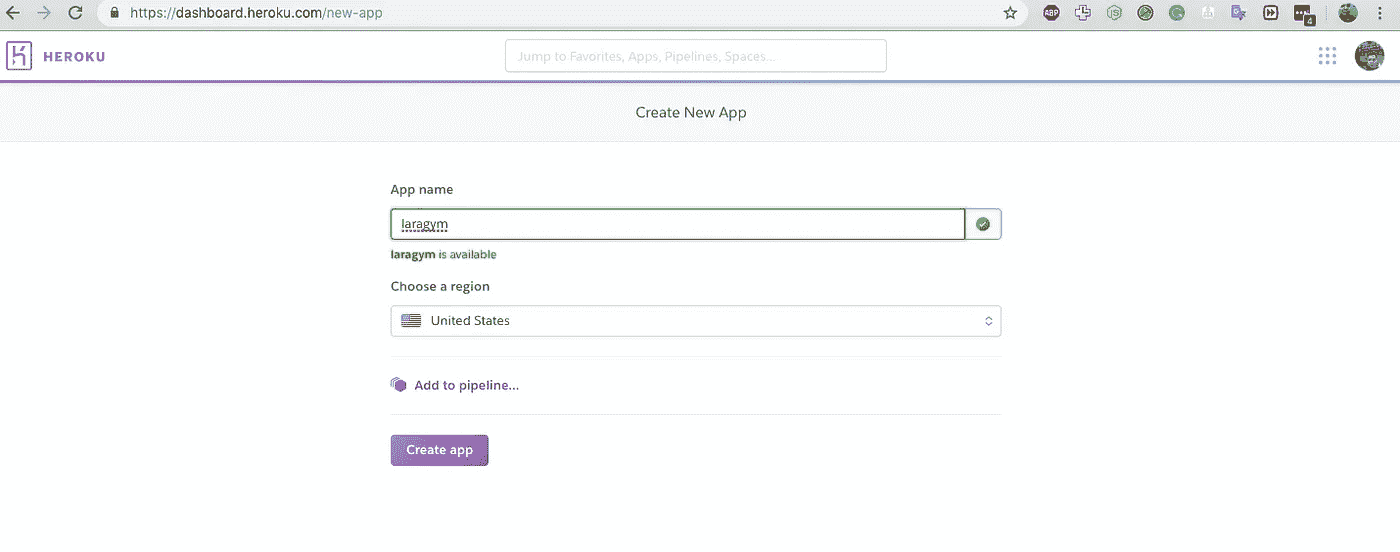 https://dashboard.heroku.com/new-app
ABP
4
HEROKU
Jump to Favorites, Apps, Pipelines, Spaces...
Create New App
App name
laragym
laragym is available
Choose a region
United States
Add to pipeline...
Create app